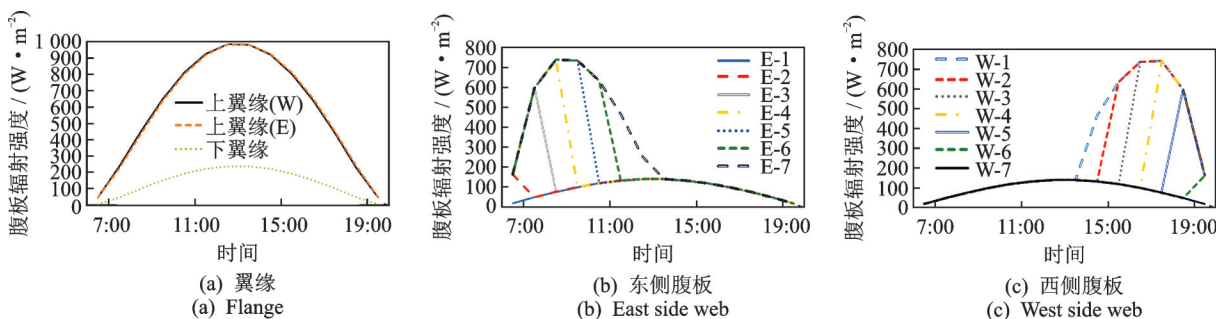 腹板辐射强度 / (W • m⁻²)
1 000
900
800
700
600
500
400
300
200
100
0
上翼缘(W)
上翼缘(E)
下翼缘
7:00 11:00 15:00 19:00
时间
(a) 翼缘
(a) Flange
腹板辐射强度 / (W • m⁻²)
800
700
600
500
400
300
200
100
0
E-1
E-2
E-3
E-4
E-5
E-6
E-7
7:00 11:00 15:00 19:00
时间
(b) 东侧腹板
(b) East side web
腹板辐射强度 / (W • m⁻²)
800
700
600
500
400
300
200
100
0
W-1
W-2
W-3
W-4
W-5
W-6
W-7
7:00 11:00 15:00 19:00
时间
(c) 西侧腹板
(c) West side web